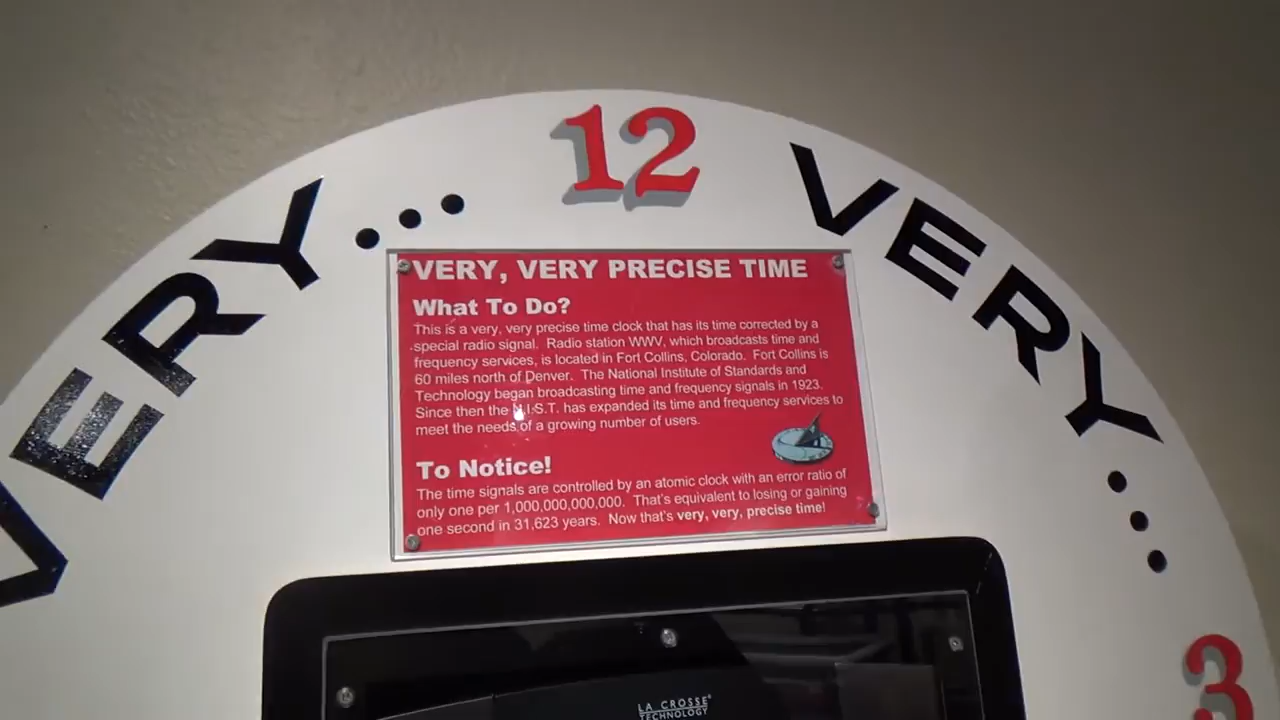 VERY...
12
VERY...
3
VERY, VERY PRECISE TIME
What To Do?
This is a very, very precise time clock that has its time corrected by a
special radio signal. Radio station WWV, which broadcasts time and
frequency services, is located in Fort Collins, Colorado. Fort Collins is
60 miles north of Denver. The National Institute of Standards and
Technology began broadcasting time and frequency signals in 1923.
Since then the N.I.S.T. has expanded its time and frequency services to
meet the needs of a growing number of users.
To Notice!
The time signals are controlled by an atomic clock with an error ratio of
only one per 1,000,000,000,000. That's equivalent to losing or gaining
one second in 31,623 years. Now that's very, very, precise time!
LA CROSSE
TECHNOLOGY